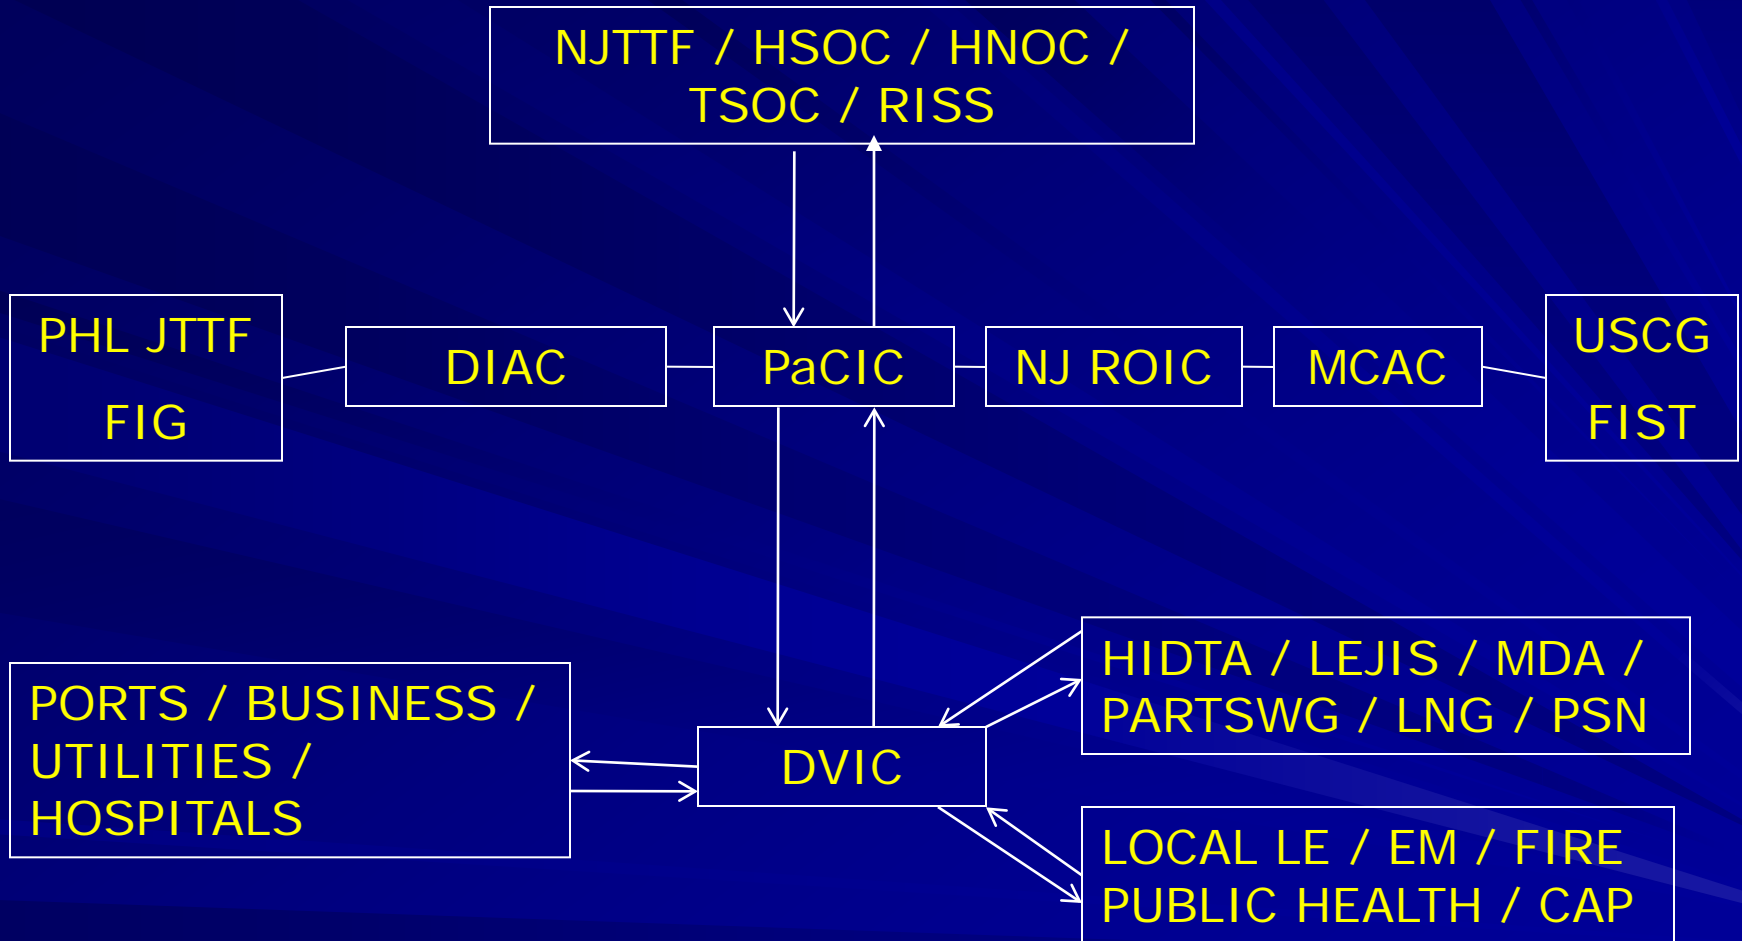 NJTTF / HSOC / HNOC /
TSOC / RISS
PHL JTTF
FIG
DIAC
PaCIC
NJ ROIC
MCAC
USCG
FIST
PORTS / BUSINESS /
UTILITIES /
HOSPITALS
DVIC
HIDTA / LEJIS / MDA /
PARTSWG / LNG / PSN
LOCAL LE / EM / FIRE
PUBLIC HEALTH / CAP